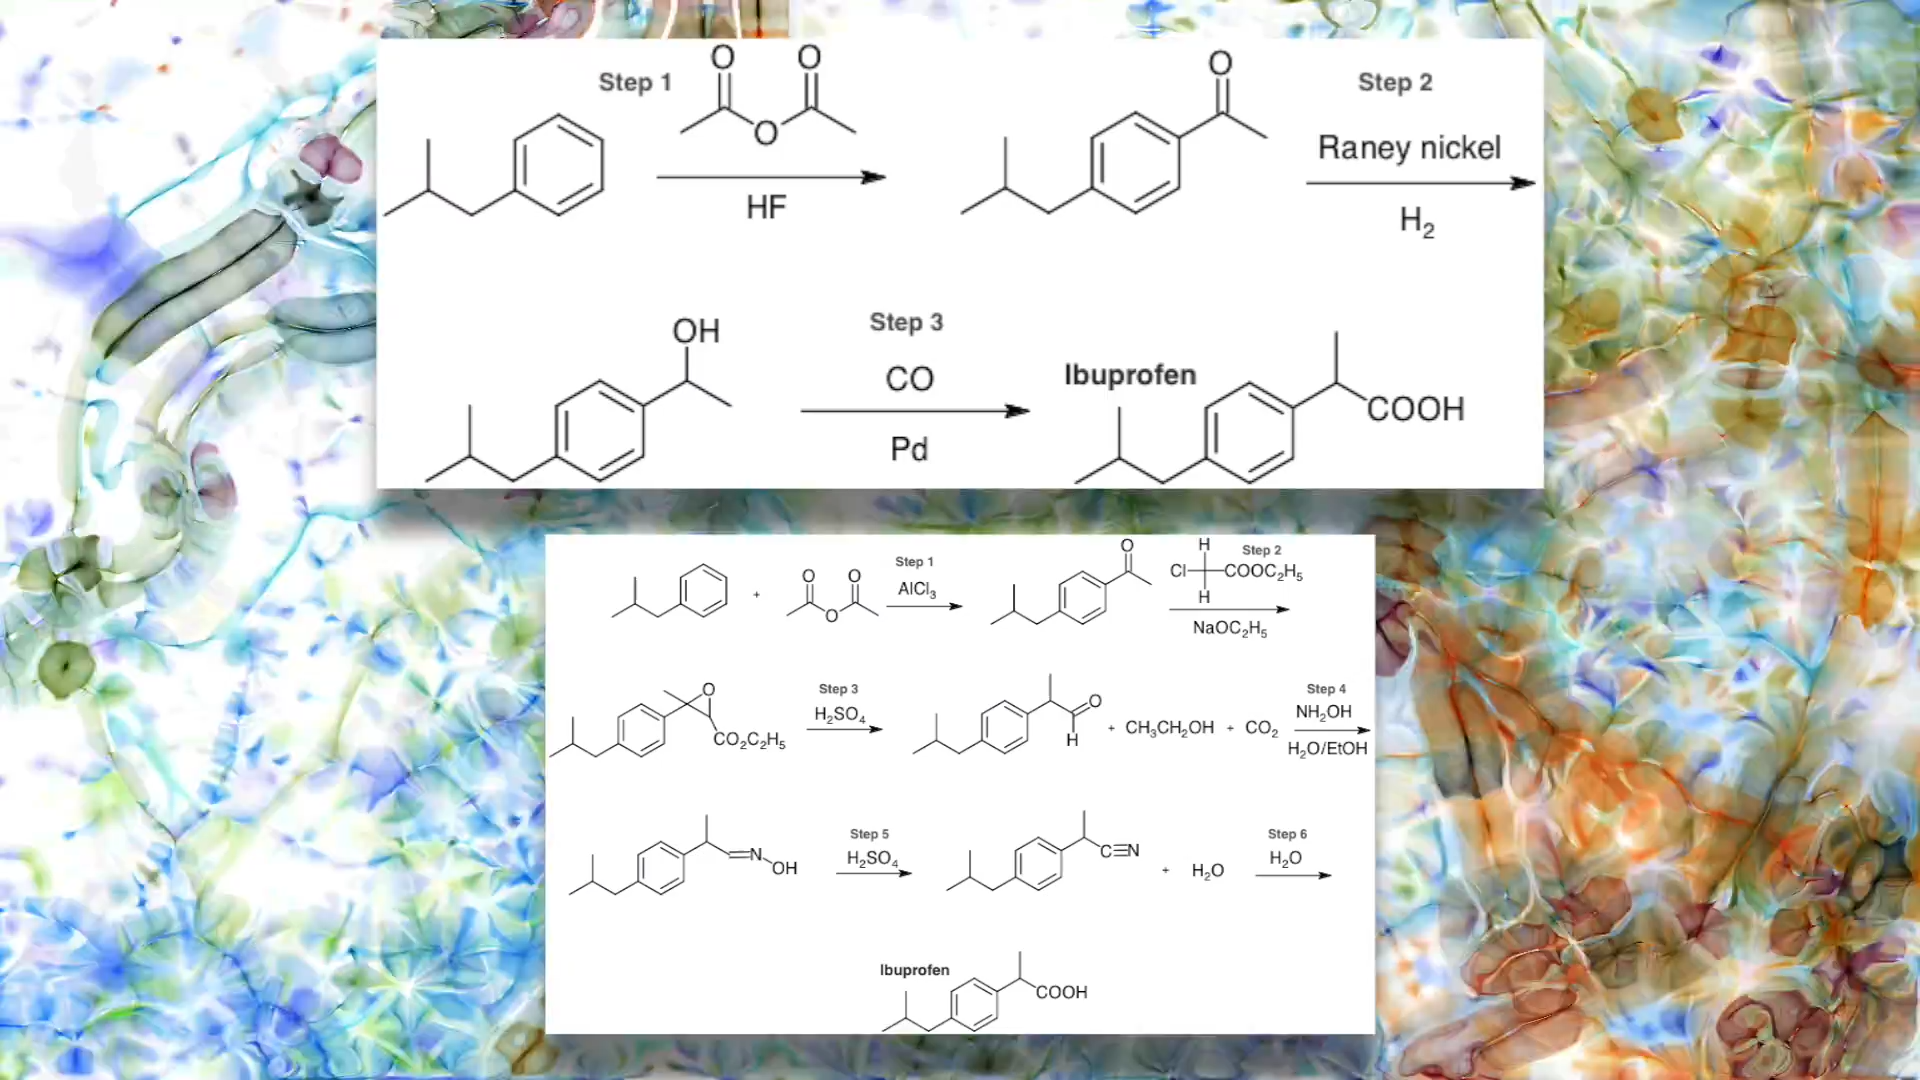 Step 1
O O
O
HF
O
Step 2
Raney nickel
H₂
OH
Step 3
CO
Pd
Ibuprofen
COOH
+
O O
O
Step 1
AlCl₃
O
H
Cl COOC₂H₅
H
Step 2
NaOC₂H₅
O
CO₂C₂H₅
Step 3
H₂SO₄
O
H
+ CH₃CH₂OH + CO₂
Step 4
NH₂OH
H₂O/EtOH
N
OH
Step 5
H₂SO₄
C≡N
+ H₂O
Step 6
H₂O
Ibuprofen
COOH